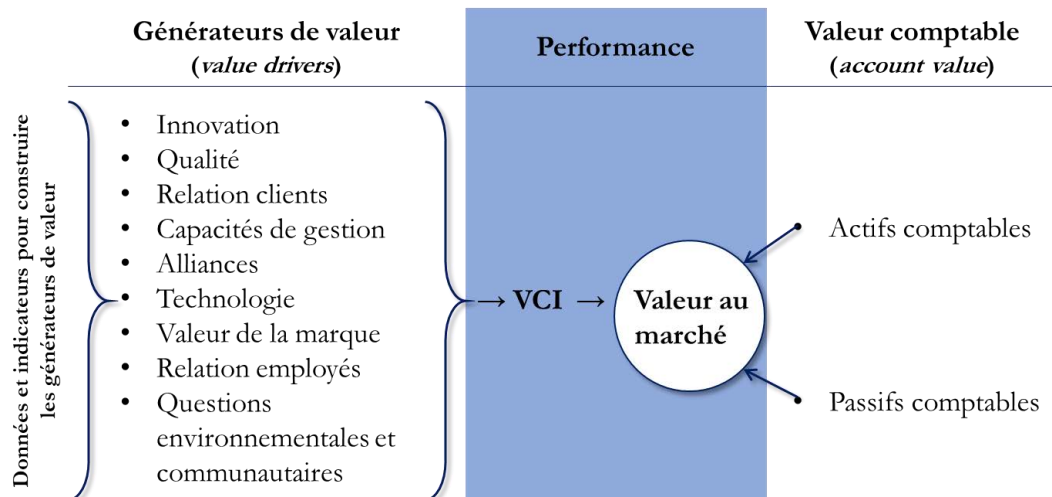 Générateurs de valeur
(value drivers)
Performance
Valeur comptable
(account value)
Données et indicateurs pour construire
les générateurs de valeur
• Innovation
• Qualité
• Relation clients
• Capacités de gestion
• Alliances
• Technologie
• Valeur de la marque
• Relation employés
• Questions
environnementales et
communautaires
→ VCI →
Valeur au
marché
• Actifs comptables
• Passifs comptables